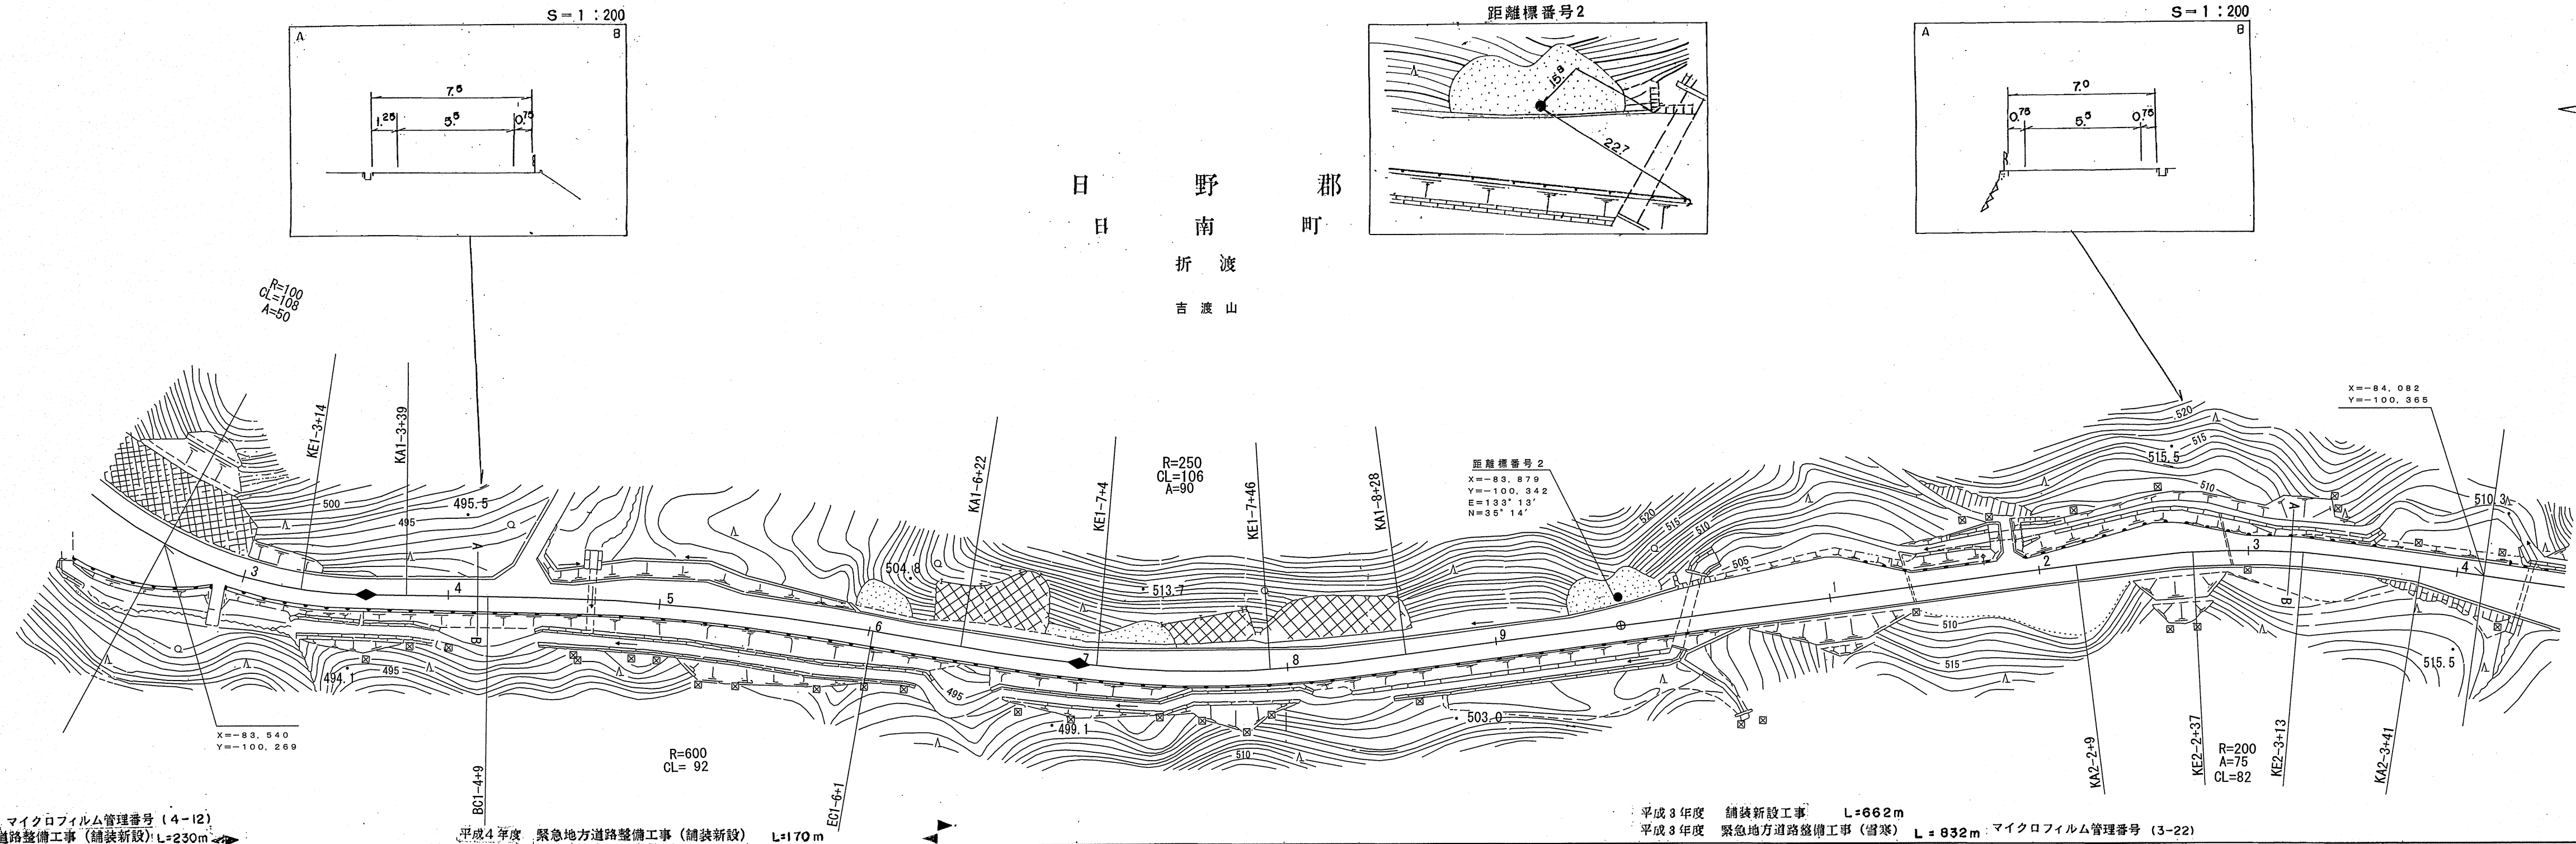 S=1:200
A B
7.5
1.25 5.5 0.75
距離標番号2
15.8
22.7
S=1:200
A B
7.0
0.75 5.5 0.75
日野郡
日南町
折渡
吉渡山
R=100
CL=108
A=50
KE1-3+14
KA1-3+39
KA1-6+22
KE1-7+4
R=250
CL=106
A=90
KE1-7+46
KA1-8+28
距離標番号2
X=-83,879
Y=-100,342
E=133°13′
N=35°14′
X=-84,082
Y=-100,365
520
515
515.5
510
510.3
500
495.5
495
504.8
513.7
520
515
510
505
A
A
3
4
5
6
7
8
9
1
2
3
4
B
B
494.1
495
495
499.1
503.0
510
510
515
515.5
X=-83,540
Y=-100,269
BC1-4+9
R=600
CL= 92
EC1-6+1
KA2-2+9
KE2-2+37
R=200
A=75
CL=82
KE2-3+13
KA2-3+41
マイクロフィルム管理番号 (4-12)
道路整備工事（舗装新設）L=230m
平成4年度 緊急地方道路整備工事（舗装新設） L=170m
平成3年度 舗装新設工事 L=662m
平成3年度 緊急地方道路整備工事（雪寒） L=832m マイクロフィルム管理番号 (3-22)